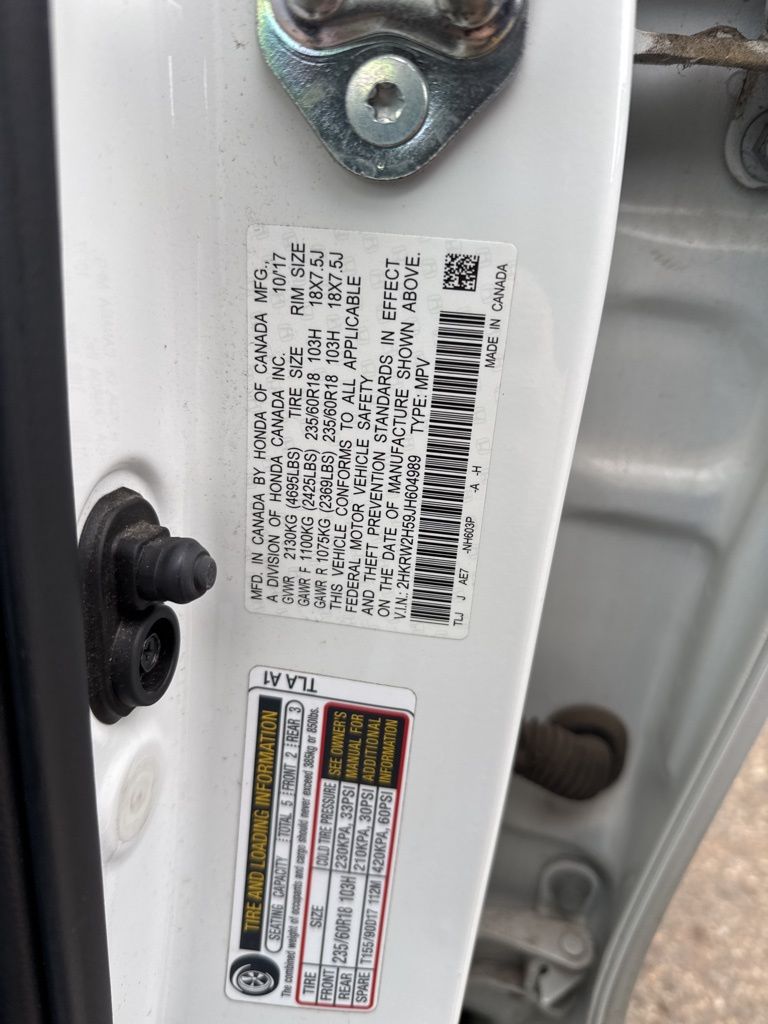 MFD. IN CANADA BY HONDA OF CANADA MFG.,
A DIVISION OF HONDA CANADA INC. 10/'17
GVWR 2130KG (4695LBS) TIRE SIZE RIM SIZE
GAWR F 1100KG (2425LBS) 235/60R18 103H 18X7.5J
GAWR R 1075KG (2369LBS) 235/60R18 103H 18X7.5J
THIS VEHICLE CONFORMS TO ALL APPLICABLE
FEDERAL MOTOR VEHICLE SAFETY
AND THEFT PREVENTION STANDARDS IN EFFECT
ON THE DATE OF MANUFACTURE SHOWN ABOVE.
V.I.N.: 2HKRW2H59JH604989 TYPE: MPV
TLJ J AE7 -NH603P -A -H
MADE IN CANADA
TIRE AND LOADING INFORMATION
SEATING CAPACITY TOTAL 5 FRONT 2 REAR 3
The combined weight of occupants and cargo should never exceed 385kg or 850lbs.
TIRE SIZE COLD TIRE PRESSURE
FRONT 235/60R18 103H 230KPA, 33PSI
REAR 210KPA, 30PSI
SPARE T155/90D17 112M 420KPA, 60PSI
SEE OWNER'S
MANUAL FOR
ADDITIONAL
INFORMATION
TLA A1